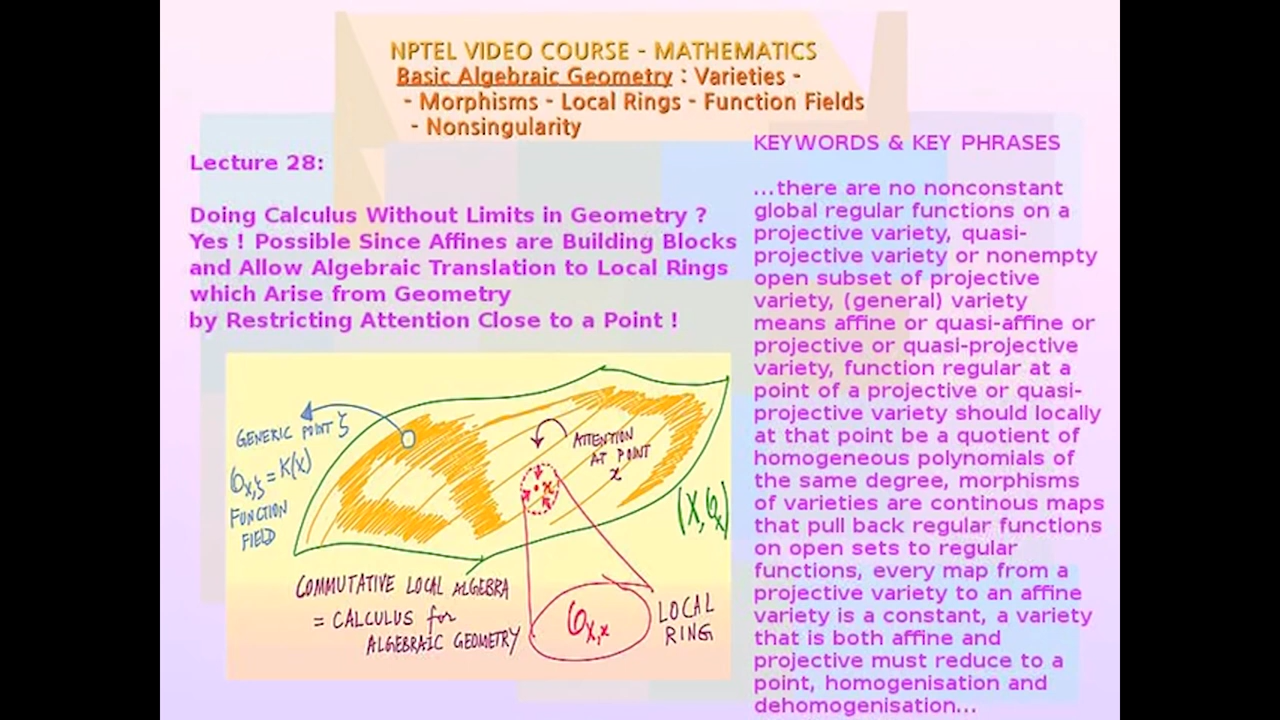 NPTEL VIDEO COURSE - MATHEMATICS
Basic Algebraic Geometry : Varieties -
- Morphisms - Local Rings - Function Fields
- Nonsingularity
Lecture 28:
Doing Calculus Without Limits in Geometry ?
Yes ! Possible Since Affines are Building Blocks
and Allow Algebraic Translation to Local Rings
which Arise from Geometry
by Restricting Attention Close to a Point !
GENERIC POINT ξ
O_{X,ξ} = K(X)
FUNCTION
FIELD
ATTENTION
AT POINT
x
x
(X, O_X)
COMMUTATIVE LOCAL ALGEBRA
= CALCULUS for
ALGEBRAIC GEOMETRY
O_{X,x}
LOCAL
RING
KEYWORDS & KEY PHRASES
...there are no nonconstant
global regular functions on a
projective variety, quasi-
projective variety or nonempty
open subset of projective
variety, (general) variety
means affine or quasi-affine or
projective or quasi-projective
variety, function regular at a
point of a projective or quasi-
projective variety should locally
at that point be a quotient of
homogeneous polynomials of
the same degree, morphisms
of varieties are continous maps
that pull back regular functions
on open sets to regular
functions, every map from a
projective variety to an affine
variety is a constant, a variety
that is both affine and
projective must reduce to a
point, homogenisation and
dehomogenisation...